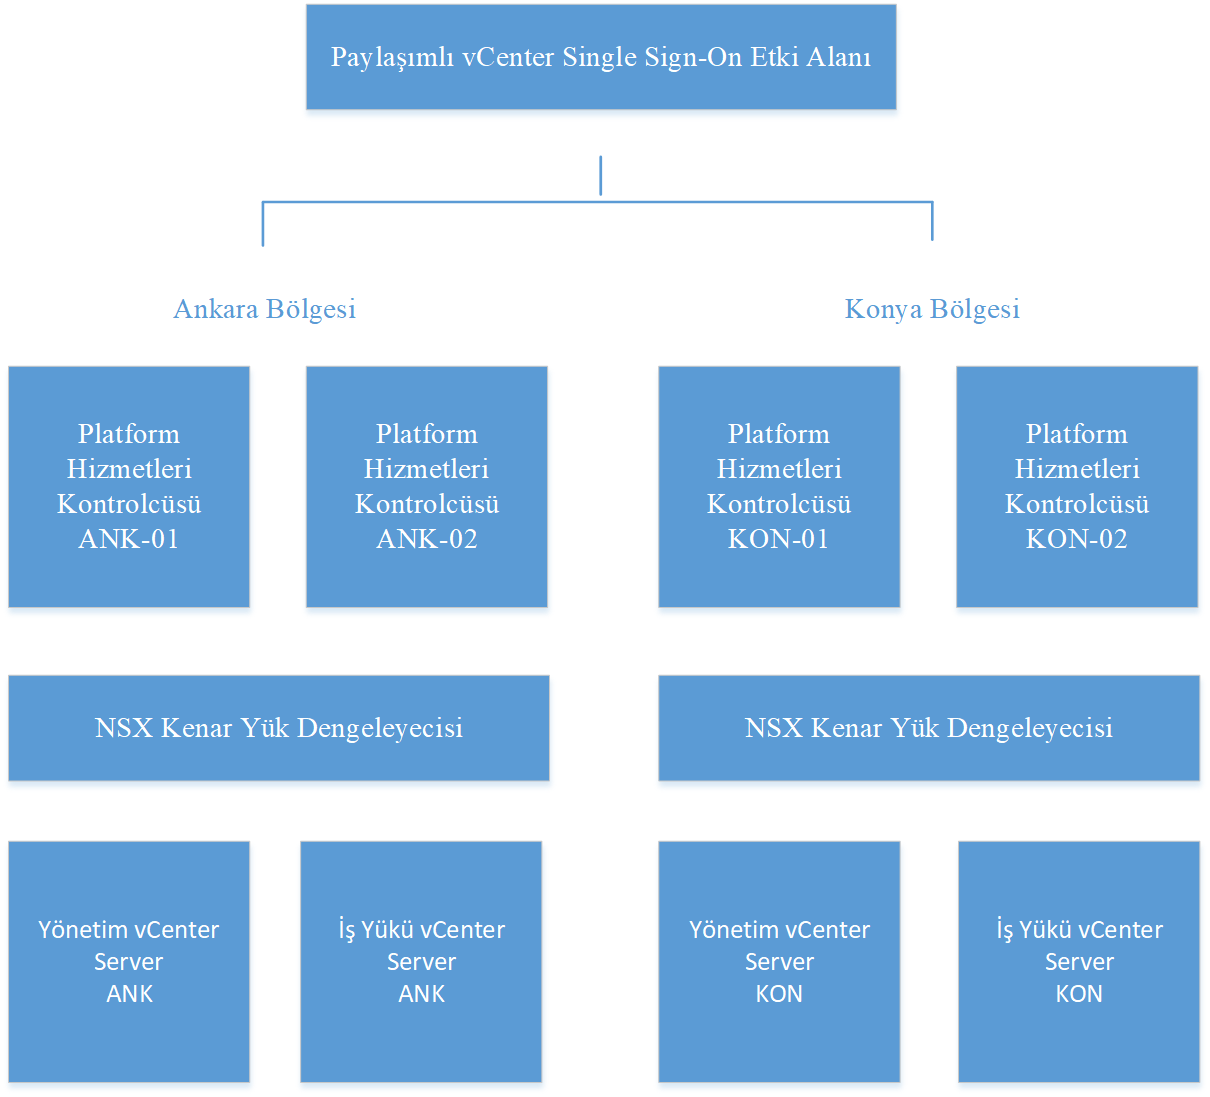 Paylaşımlı vCenter Single Sign-On Etki Alanı
Ankara Bölgesi
Konya Bölgesi
Platform
Hizmetleri
Kontrolcüsü
ANK-01
Platform
Hizmetleri
Kontrolcüsü
ANK-02
Platform
Hizmetleri
Kontrolcüsü
KON-01
Platform
Hizmetleri
Kontrolcüsü
KON-02
NSX Kenar Yük Dengeleyecisi
NSX Kenar Yük Dengeleyecisi
Yönetim vCenter
Server
ANK
İş Yükü vCenter
Server
ANK
Yönetim vCenter
Server
KON
İş Yükü vCenter
Server
KON